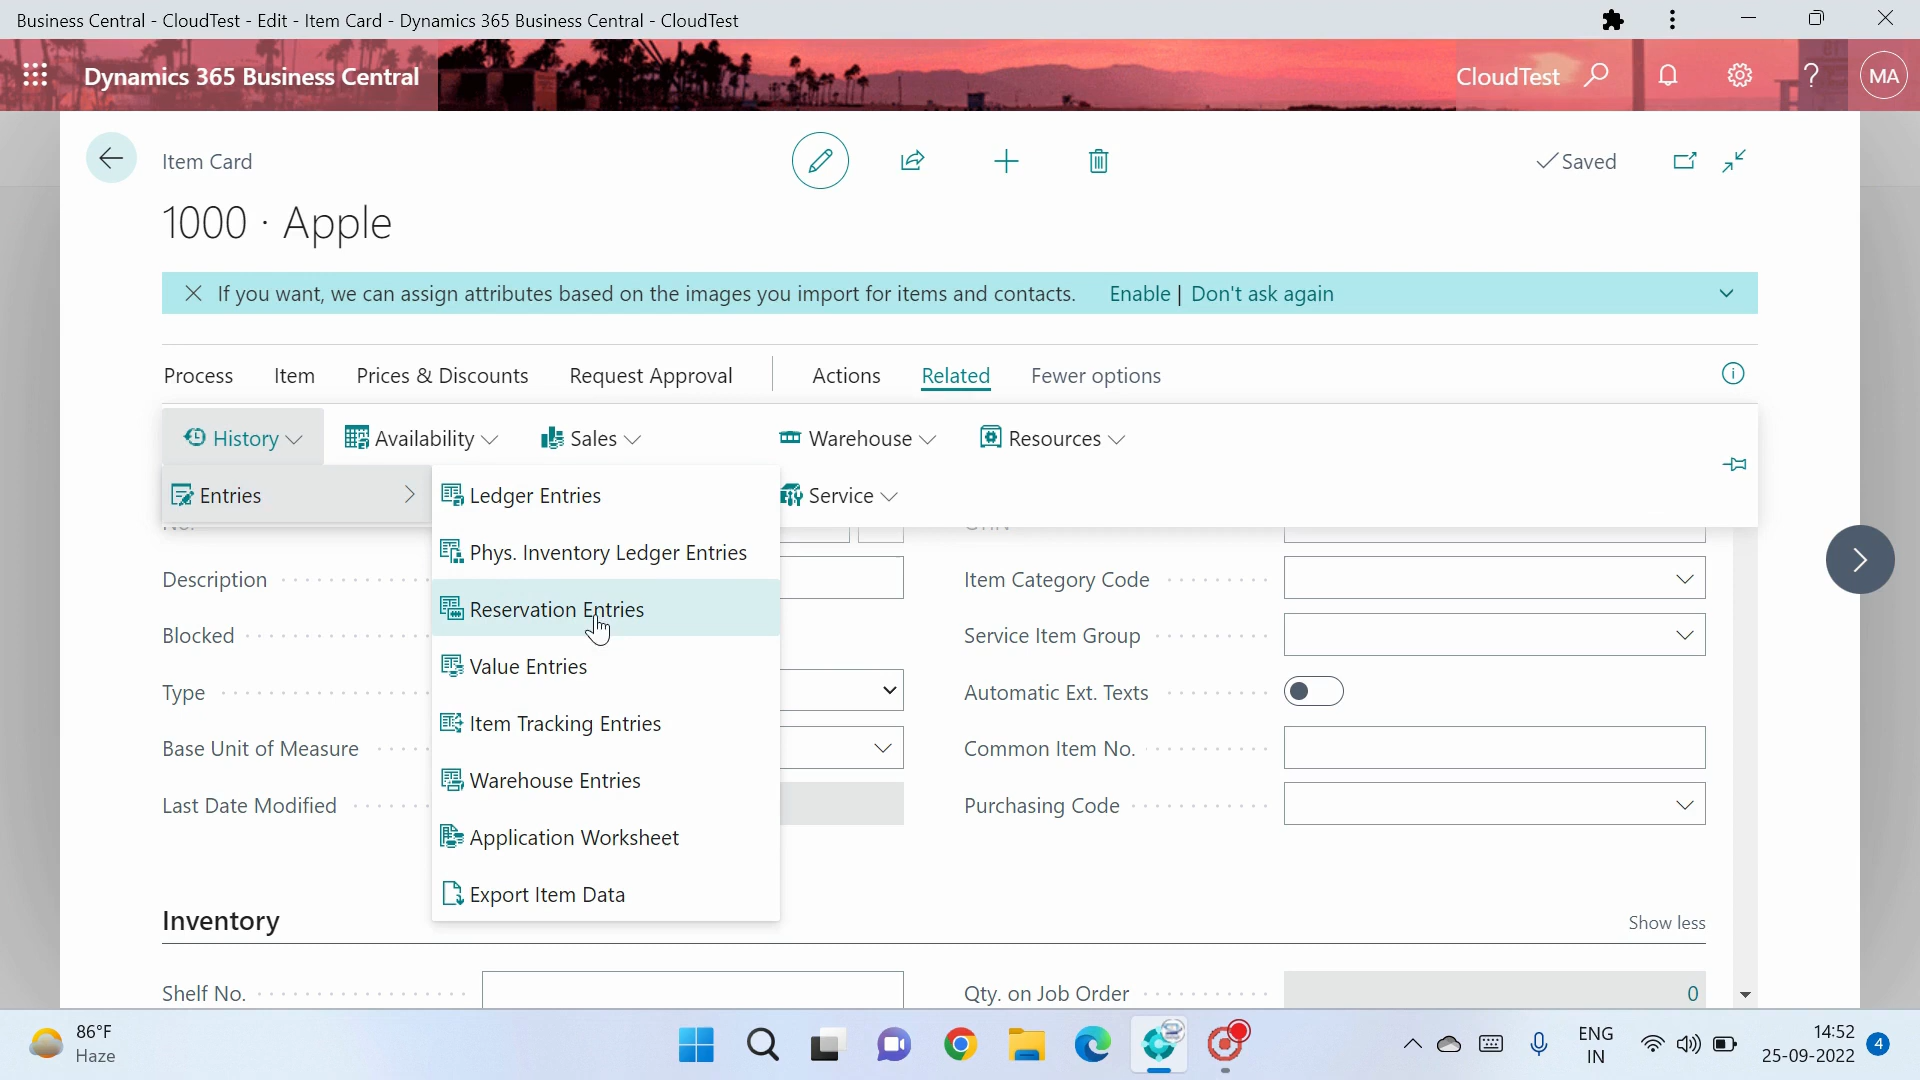 Business Central - CloudTest - Edit - Item Card - Dynamics 365 Business Central - CloudTest
Dynamics 365 Business Central
CloudTest
?
MA
Item Card
Saved
1000 · Apple
If you want, we can assign attributes based on the images you import for items and contacts. Enable | Don't ask again
Process Item Prices & Discounts Request Approval Actions Related Fewer options
History Availability Sales Warehouse Resources
Entries Ledger Entries Service
Phys. Inventory Ledger Entries
Description Item Category Code
Reservation Entries
Blocked Service Item Group
Value Entries
Type Automatic Ext. Texts
Item Tracking Entries
Base Unit of Measure Common Item No.
Warehouse Entries
Last Date Modified Purchasing Code
Application Worksheet
Export Item Data
Inventory Show less
Shelf No. Qty. on Job Order 0
86°F
Haze
ENG
IN
14:52
25-09-2022
4